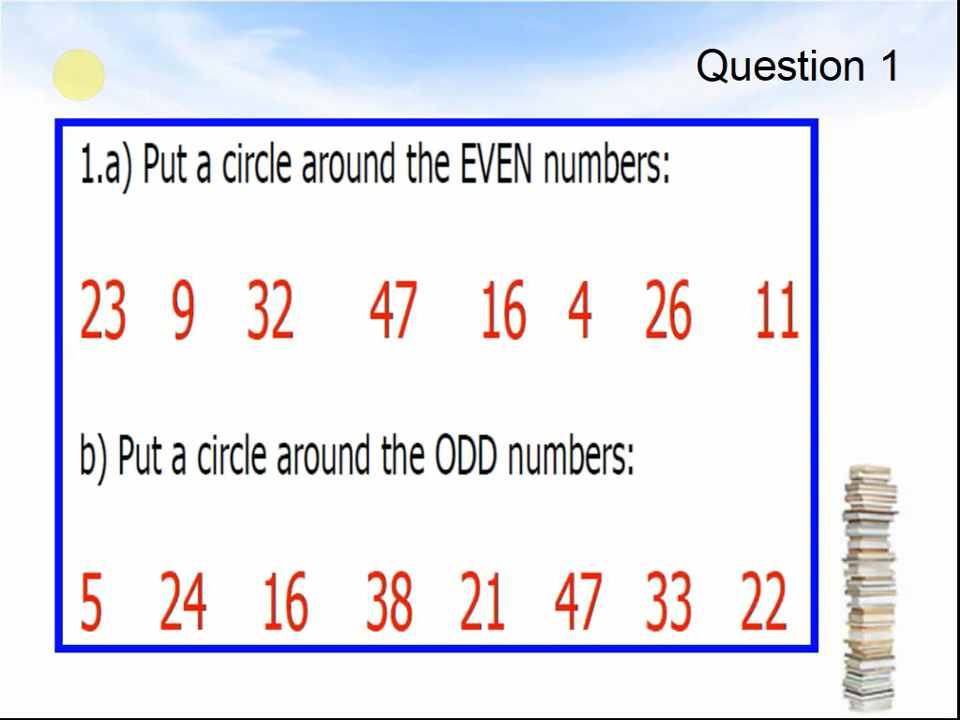 Question 1
1.a) Put a circle around the EVEN numbers:
23 9 32 47 16 4 26 11
b) Put a circle around the ODD numbers:
5 24 16 38 21 47 33 22